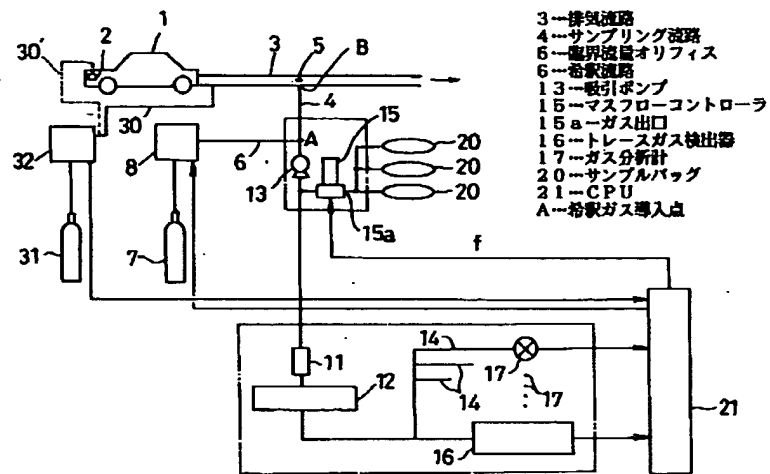 3…排気流路
4…サンプリング流路
5…臨界流量オリフィス
6…希釈流路
13…吸引ポンプ
15…マスフローコントローラ
15a…ガス出口
16…トレースガス検出器
17…ガス分析計
20…サンプルバッグ
21…CPU
A…希釈ガス導入点
1
30′
2
3
5
B
4
30
15
32
8
6
A
20
20
20
13
15a
31
7
f
14
11
12
17
14
17
21
16